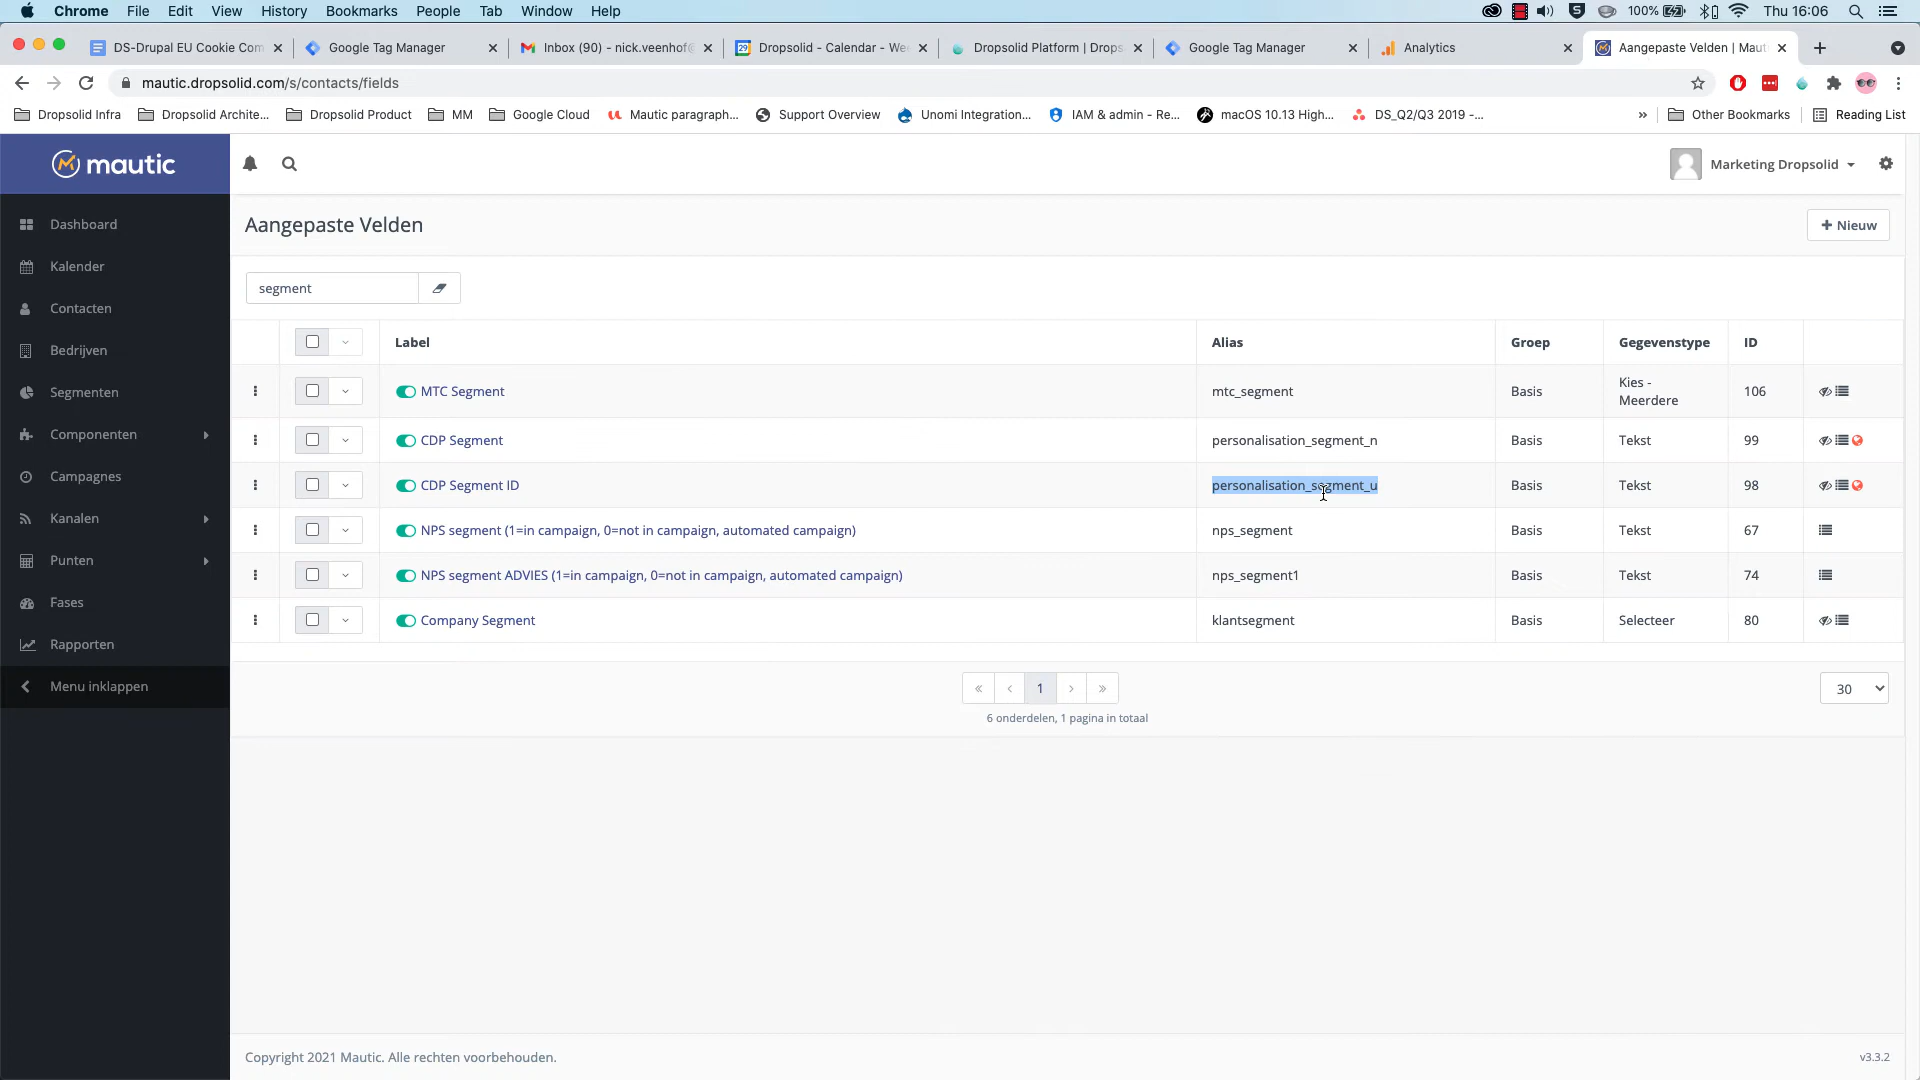 Chrome File Edit View History Bookmarks People Tab Window Help 100% Thu 16:06
DS-Drupal EU Cookie Com Google Tag Manager Inbox (90) - nick.veenhof@ Dropsolid - Calendar - We Dropsolid Platform | Drops Google Tag Manager Analytics Aangepaste Velden | Maut
mautic.dropsolid.com/s/contacts/fields
Dropsolid Infra Dropsolid Archite... Dropsolid Product MM Google Cloud Mautic paragraph... Support Overview Unomi Integration... IAM & admin - Re... macOS 10.13 High... DS_Q2/Q3 2019 -... » Other Bookmarks Reading List
mautic
Marketing Dropsolid
Dashboard
Kalender
Contacten
Bedrijven
Segmenten
Componenten
Campagnes
Kanalen
Punten
Fases
Rapporten
Menu inklappen
Aangepaste Velden
+ Nieuw
segment
Label Alias Groep Gegevenstype ID
MTC Segment mtc_segment Basis Kies - Meerdere 106
CDP Segment personalisation_segment_n Basis Tekst 99
CDP Segment ID personalisation_segment_u Basis Tekst 98
NPS segment (1=in campaign, 0=not in campaign, automated campaign) nps_segment Basis Tekst 67
NPS segment ADVIES (1=in campaign, 0=not in campaign, automated campaign) nps_segment1 Basis Tekst 74
Company Segment klantsegment Basis Selecteer 80
« ‹ 1 › »
30
6 onderdelen, 1 pagina in totaal
Copyright 2021 Mautic. Alle rechten voorbehouden.
v3.3.2